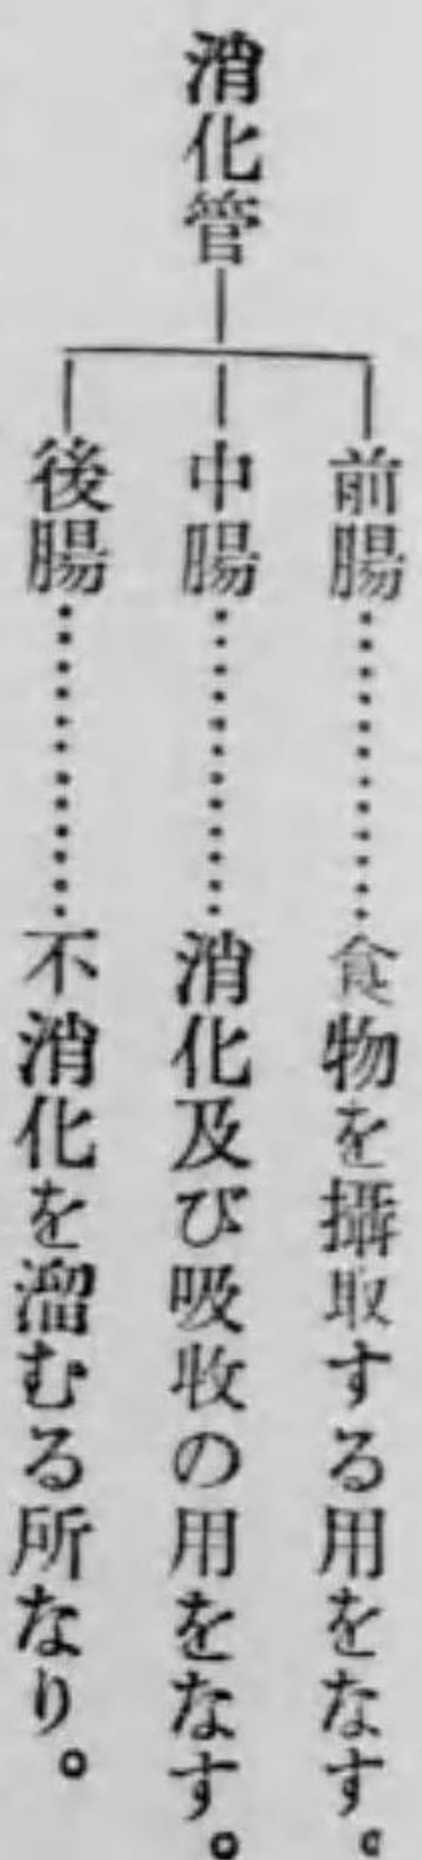 消化管
前腸…………食物を攝取する用をなす。
中腸…………消化及び吸收の用をなす。
後腸…………不消化を溜むる所なり。